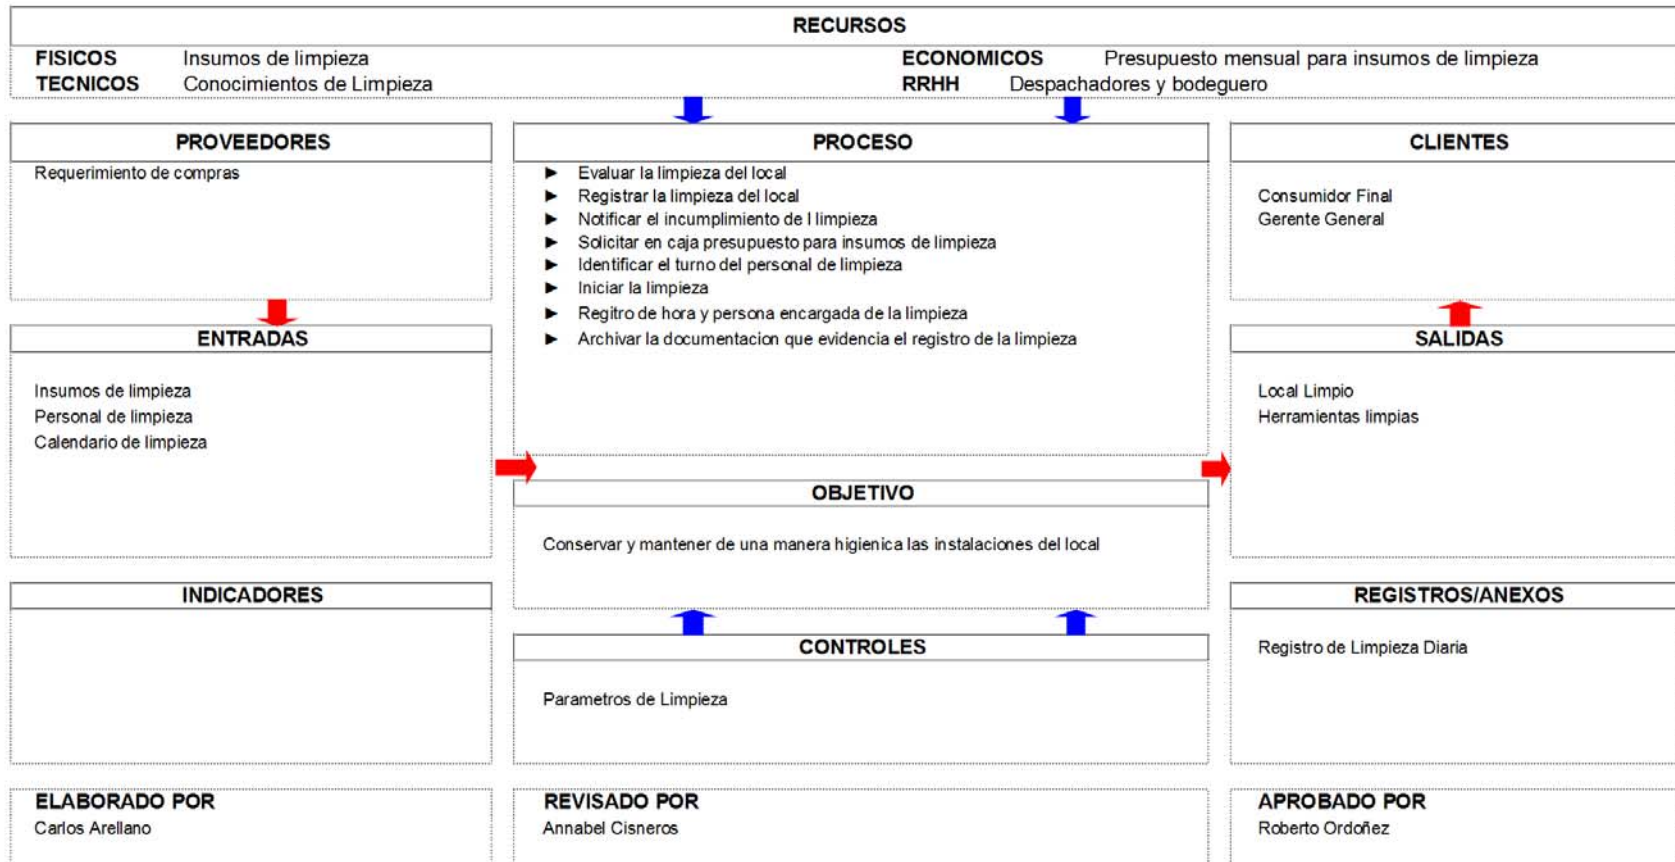 RECURSOS
FISICOS Insumos de limpieza ECONOMICOS Presupuesto mensual para insumos de limpieza
TECNICOS Conocimientos de Limpieza RRHH Despachadores y bodeguero
PROVEEDORES
Requerimiento de compras
ENTRADAS
Insumos de limpieza
Personal de limpieza
Calendario de limpieza
INDICADORES
PROCESO
► Evaluar la limpieza del local
► Registrar la limpieza del local
► Notificar el incumplimiento de l limpieza
► Solicitar en caja presupuesto para insumos de limpieza
► Identificar el turno del personal de limpieza
► Iniciar la limpieza
► Regitro de hora y persona encargada de la limpieza
► Archivar la documentacion que evidencia el registro de la limpieza
OBJETIVO
Conservar y mantener de una manera higienica las instalaciones del local
CONTROLES
Parametros de Limpieza
CLIENTES
Consumidor Final
Gerente General
SALIDAS
Local Limpio
Herramientas limpias
REGISTROS/ANEXOS
Registro de Limpieza Diaria
ELABORADO POR
Carlos Arellano
REVISADO POR
Annabel Cisneros
APROBADO POR
Roberto Ordoñez